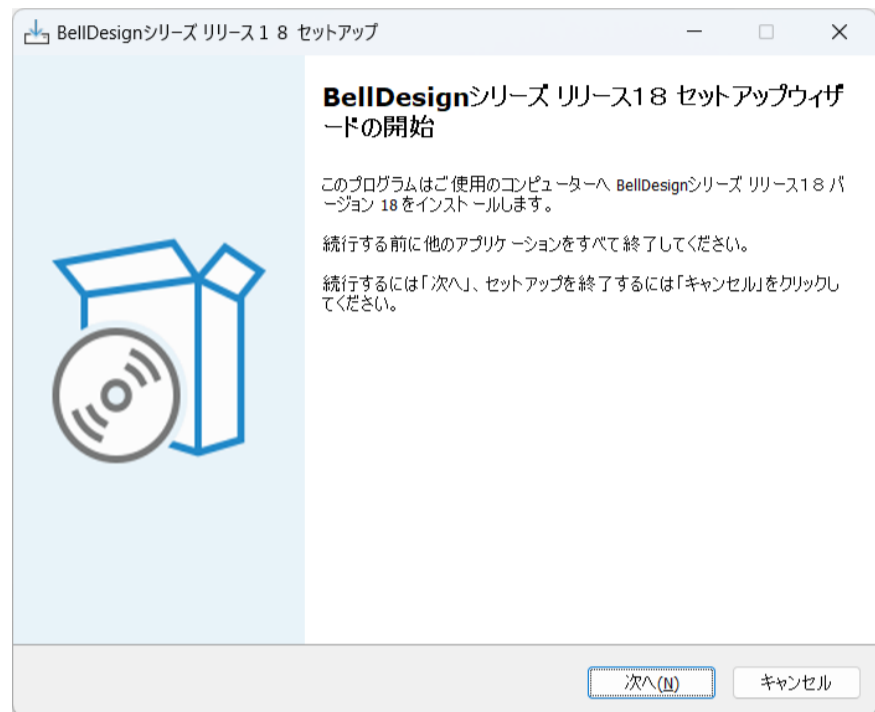 BellDesignシリーズ リリース１８ セットアップ
BellDesignシリーズ リリース1８ セットアップウィザ
ードの開始
このプログラムはご使用のコンピューターへ BellDesignシリーズ リリース1８ バ
ージョン 18 をインストールします。
続行する前に他のアプリケーションをすべて終了してください。
続行するには「次へ」、セットアップを終了するには「キャンセル」をクリックし
てください。
次へ(N)
キャンセル